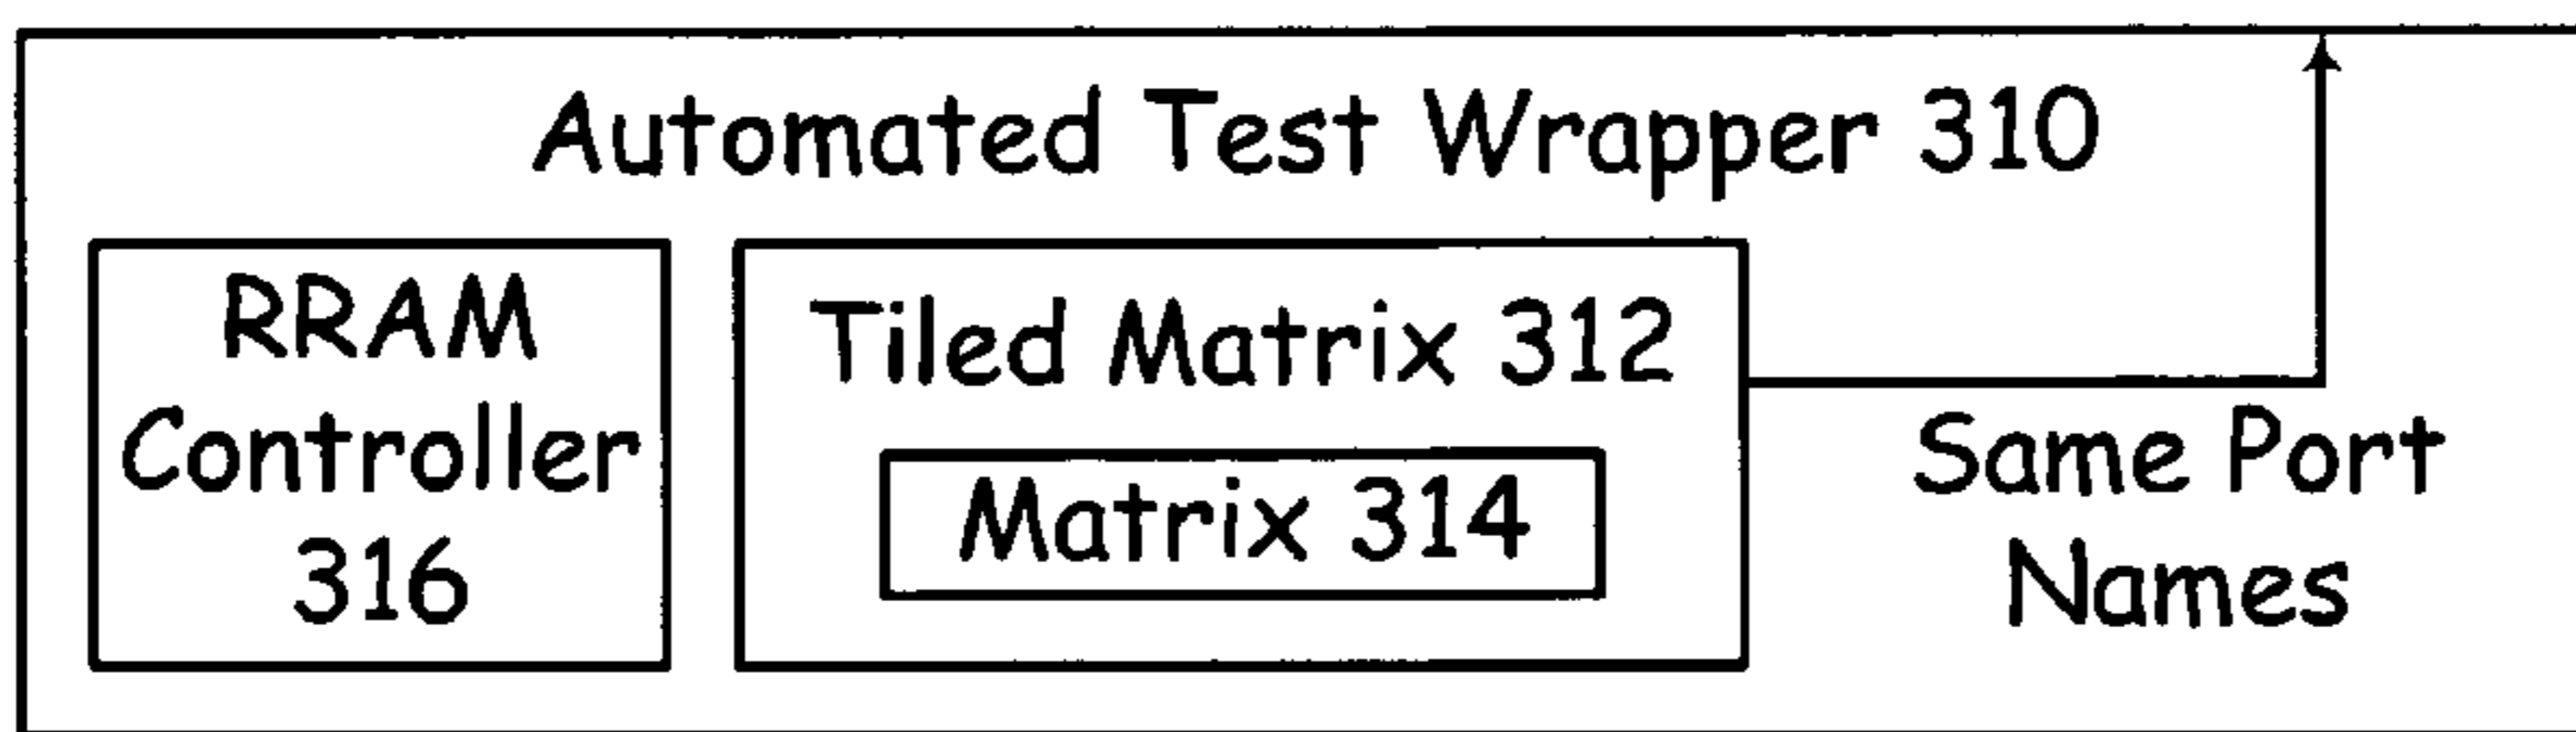 Automated Test Wrapper 310
RRAM
Controller
316
Tiled Matrix 312
Matrix 314
Same Port
Names